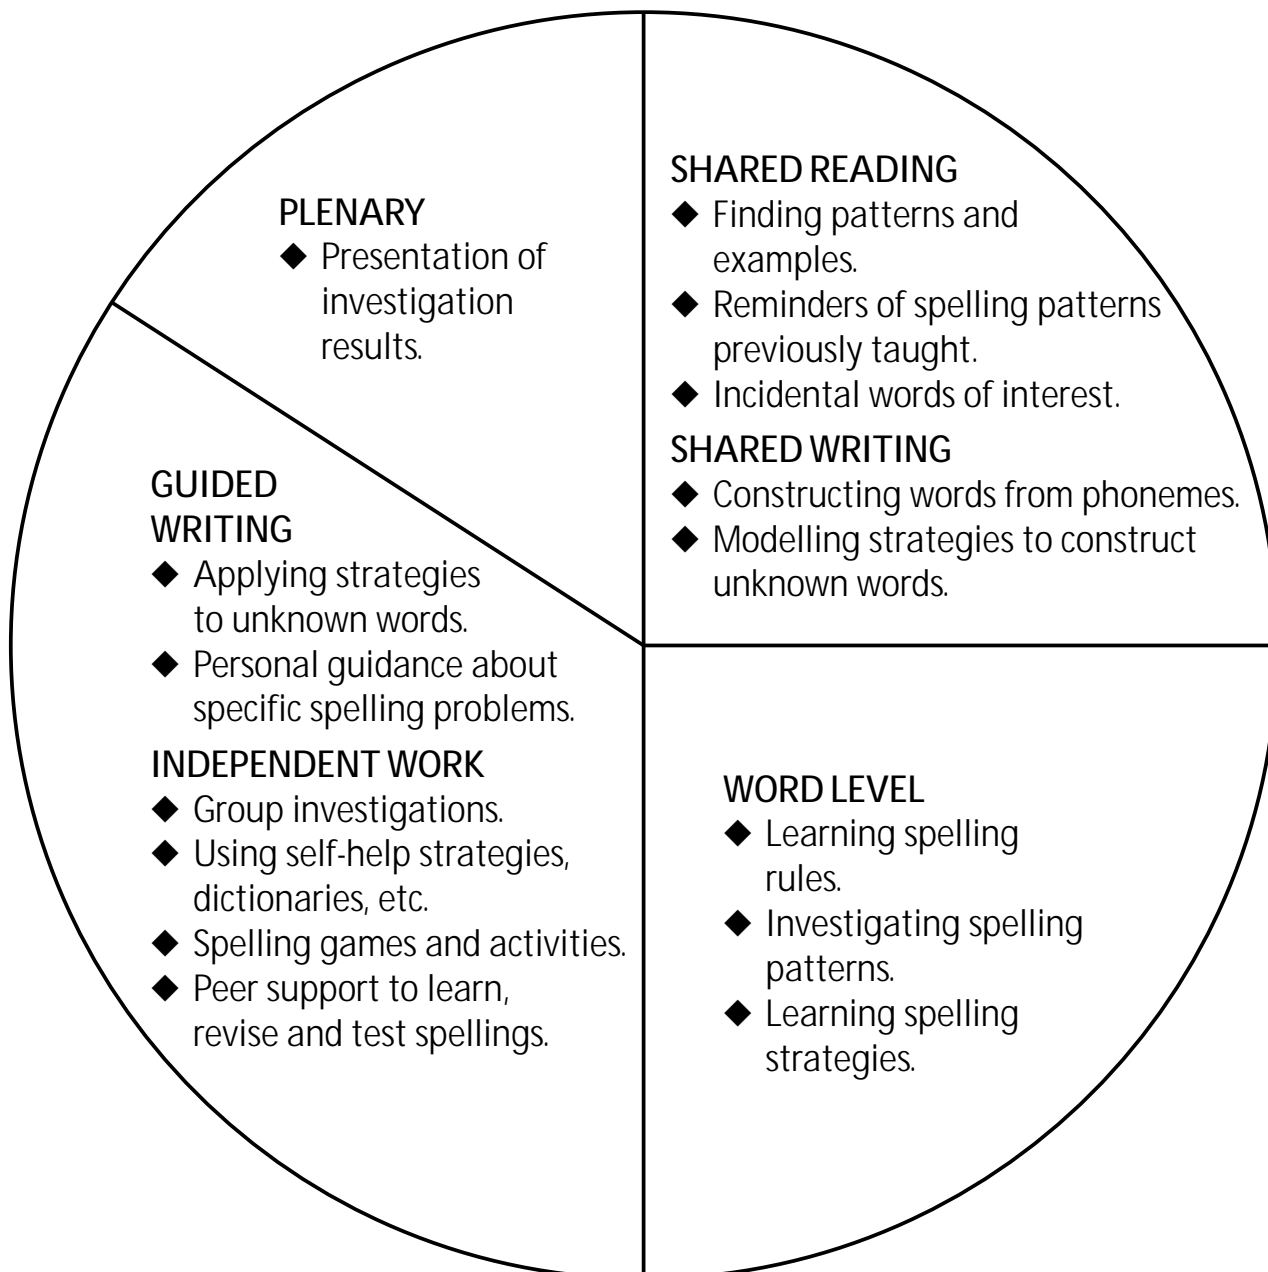 PLENARY
◆ Presentation of
investigation
results.
SHARED READING
◆ Finding patterns and
examples.
◆ Reminders of spelling patterns
previously taught.
◆ Incidental words of interest.
SHARED WRITING
◆ Constructing words from phonemes.
◆ Modelling strategies to construct
unknown words.
GUIDED
WRITING
◆ Applying strategies
to unknown words.
◆ Personal guidance about
specific spelling problems.
INDEPENDENT WORK
◆ Group investigations.
◆ Using self-help strategies,
dictionaries, etc.
◆ Spelling games and activities.
◆ Peer support to learn,
revise and test spellings.
WORD LEVEL
◆ Learning spelling
rules.
◆ Investigating spelling
patterns.
◆ Learning spelling
strategies.